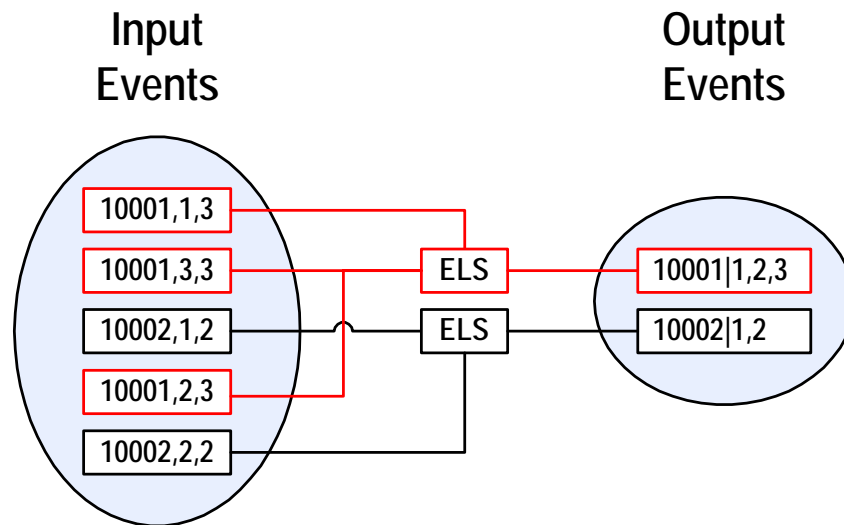 Input
Events
Output
Events
10001,1,3
10001,3,3
ELS
10001|1,2,3
10002,1,2
ELS
10002|1,2
10001,2,3
10002,2,2